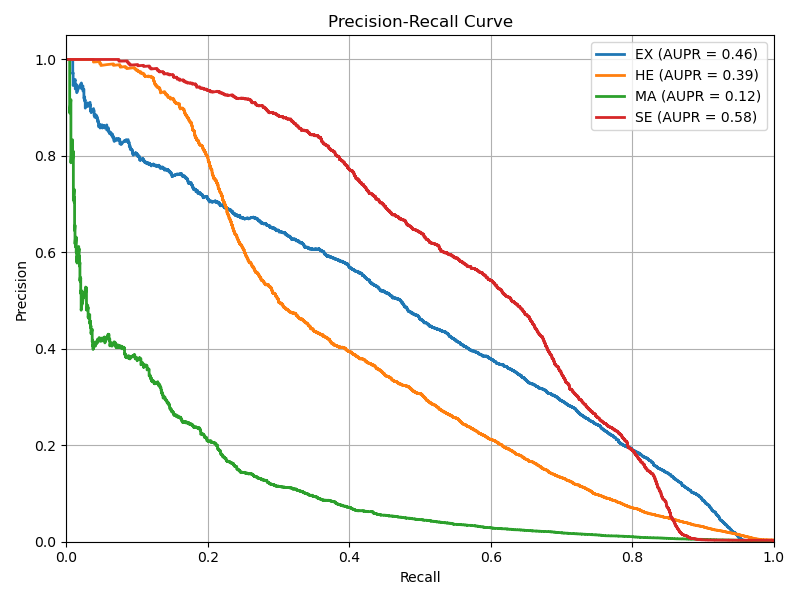 Precision-Recall Curve
EX (AUPR = 0.46)
HE (AUPR = 0.39)
MA (AUPR = 0.12)
SE (AUPR = 0.58)
1.0
0.8
0.6
0.4
0.2
0.0
Precision
0.0 0.2 0.4 0.6 0.8 1.0
Recall